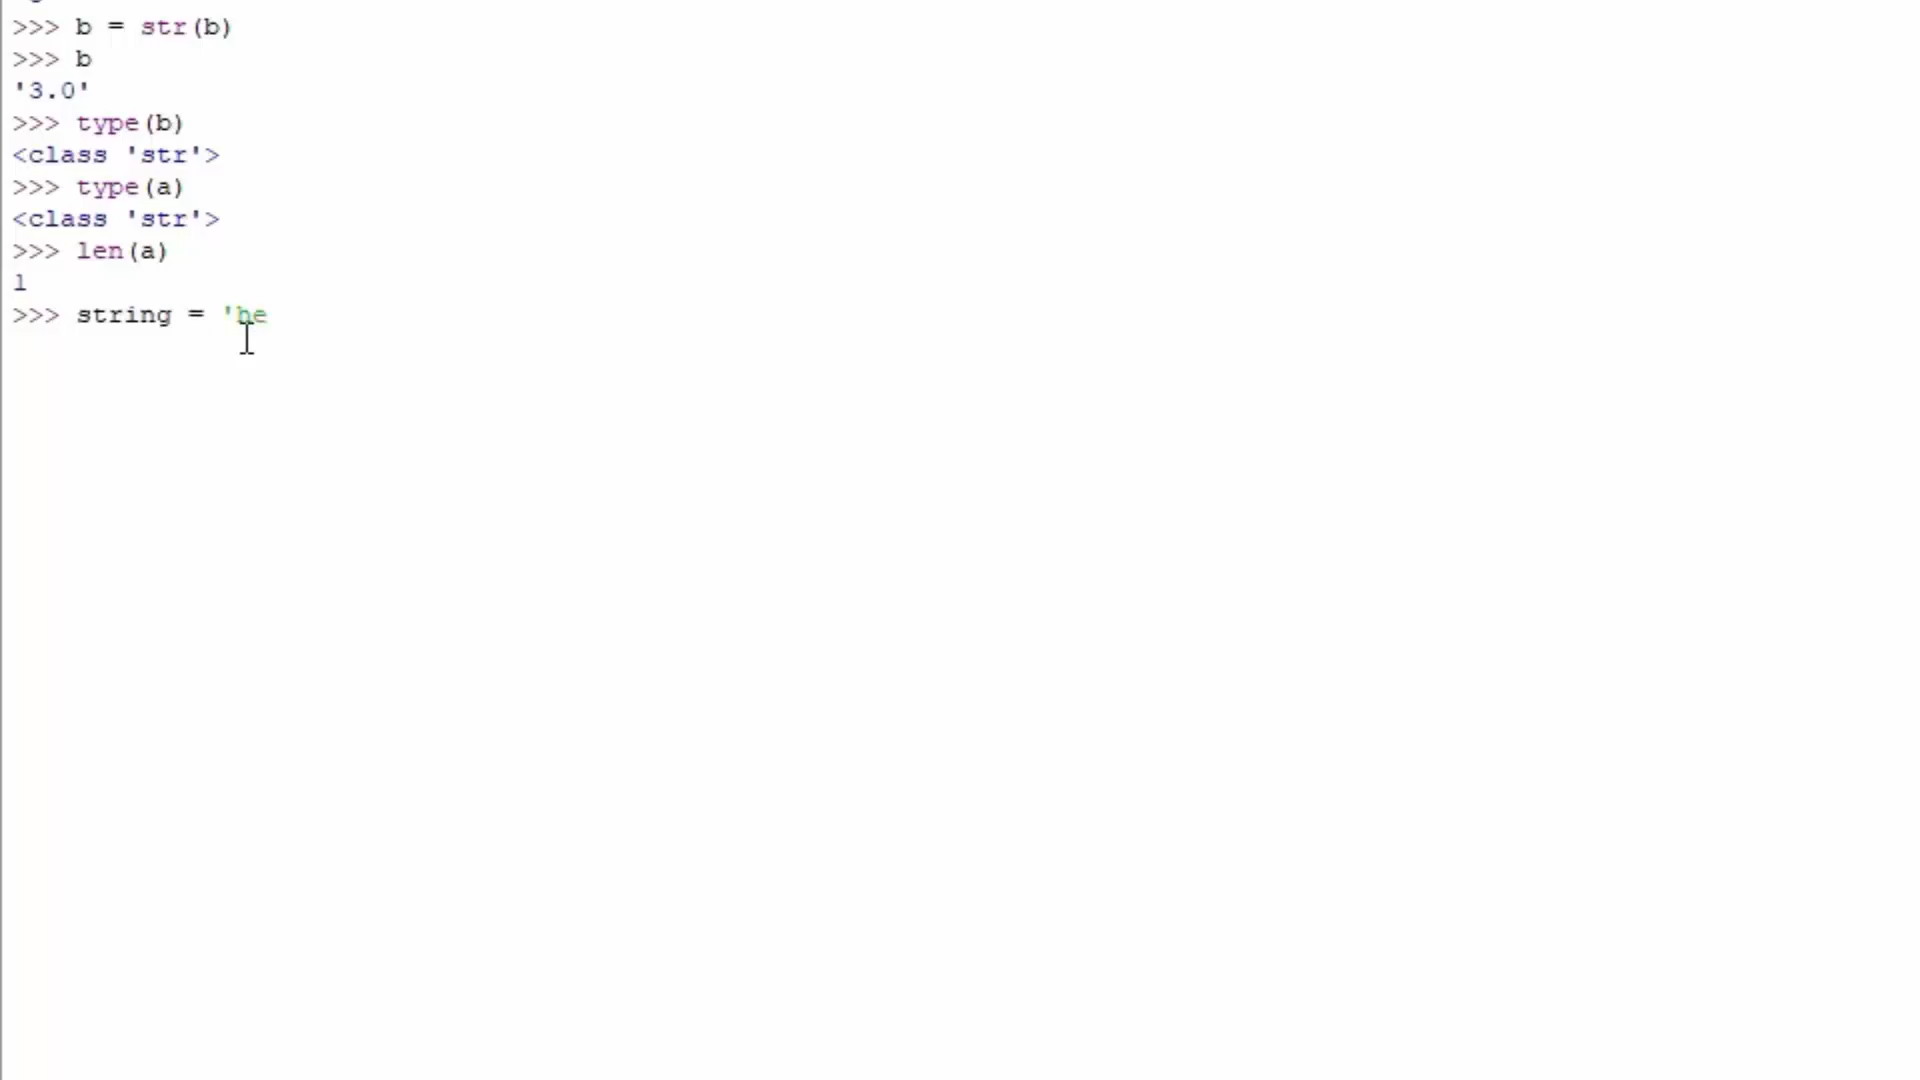 >>> b = str(b)
>>> b
'3.0'
>>> type(b)
<class 'str'>
>>> type(a)
<class 'str'>
>>> len(a)
1
>>> string = 'he